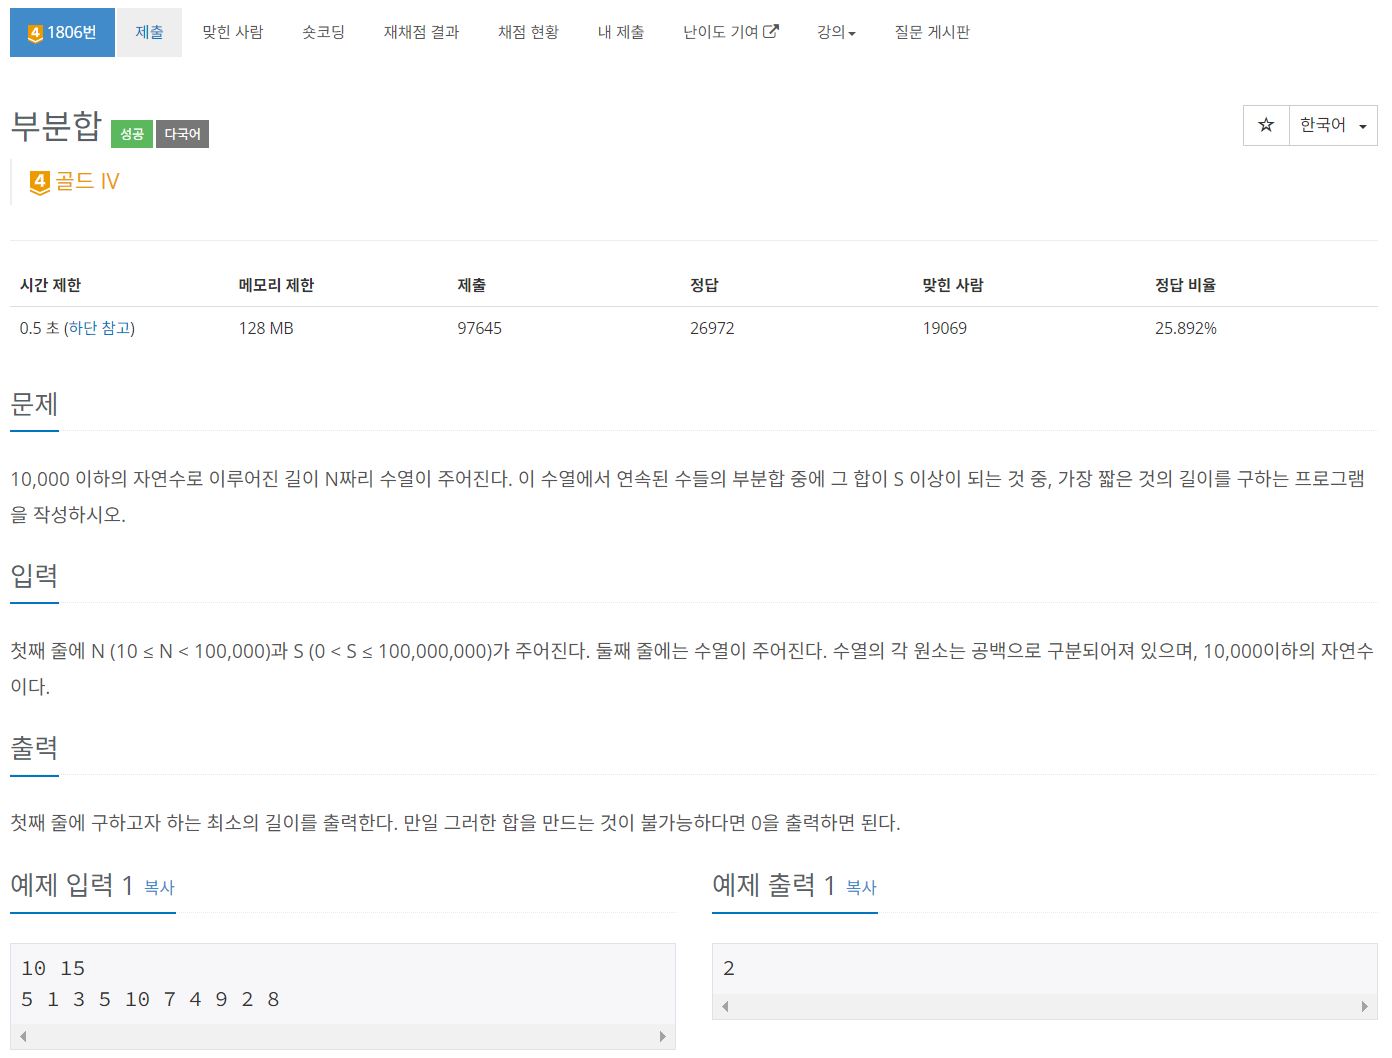 4 1806번 제출 맞힌 사람 숏코딩 재채점 결과 채점 현황 내 제출 난이도 기여 강의 질문 게시판
부분합 성공 다국어 한국어
4 골드 IV
시간 제한 메모리 제한 제출 정답 맞힌 사람 정답 비율
0.5 초 (하단 참고) 128 MB 97645 26972 19069 25.892%
문제
10,000 이하의 자연수로 이루어진 길이 N짜리 수열이 주어진다. 이 수열에서 연속된 수들의 부분합 중에 그 합이 S 이상이 되는 것 중, 가장 짧은 것의 길이를 구하는 프로그램
을 작성하시오.
입력
첫째 줄에 N (10 ≤ N < 100,000)과 S (0 < S ≤ 100,000,000)가 주어진다. 둘째 줄에는 수열이 주어진다. 수열의 각 원소는 공백으로 구분되어져 있으며, 10,000이하의 자연수
이다.
출력
첫째 줄에 구하고자 하는 최소의 길이를 출력한다. 만일 그러한 합을 만드는 것이 불가능하다면 0을 출력하면 된다.
예제 입력 1 복사
10 15
5 1 3 5 10 7 4 9 2 8
예제 출력 1 복사
2